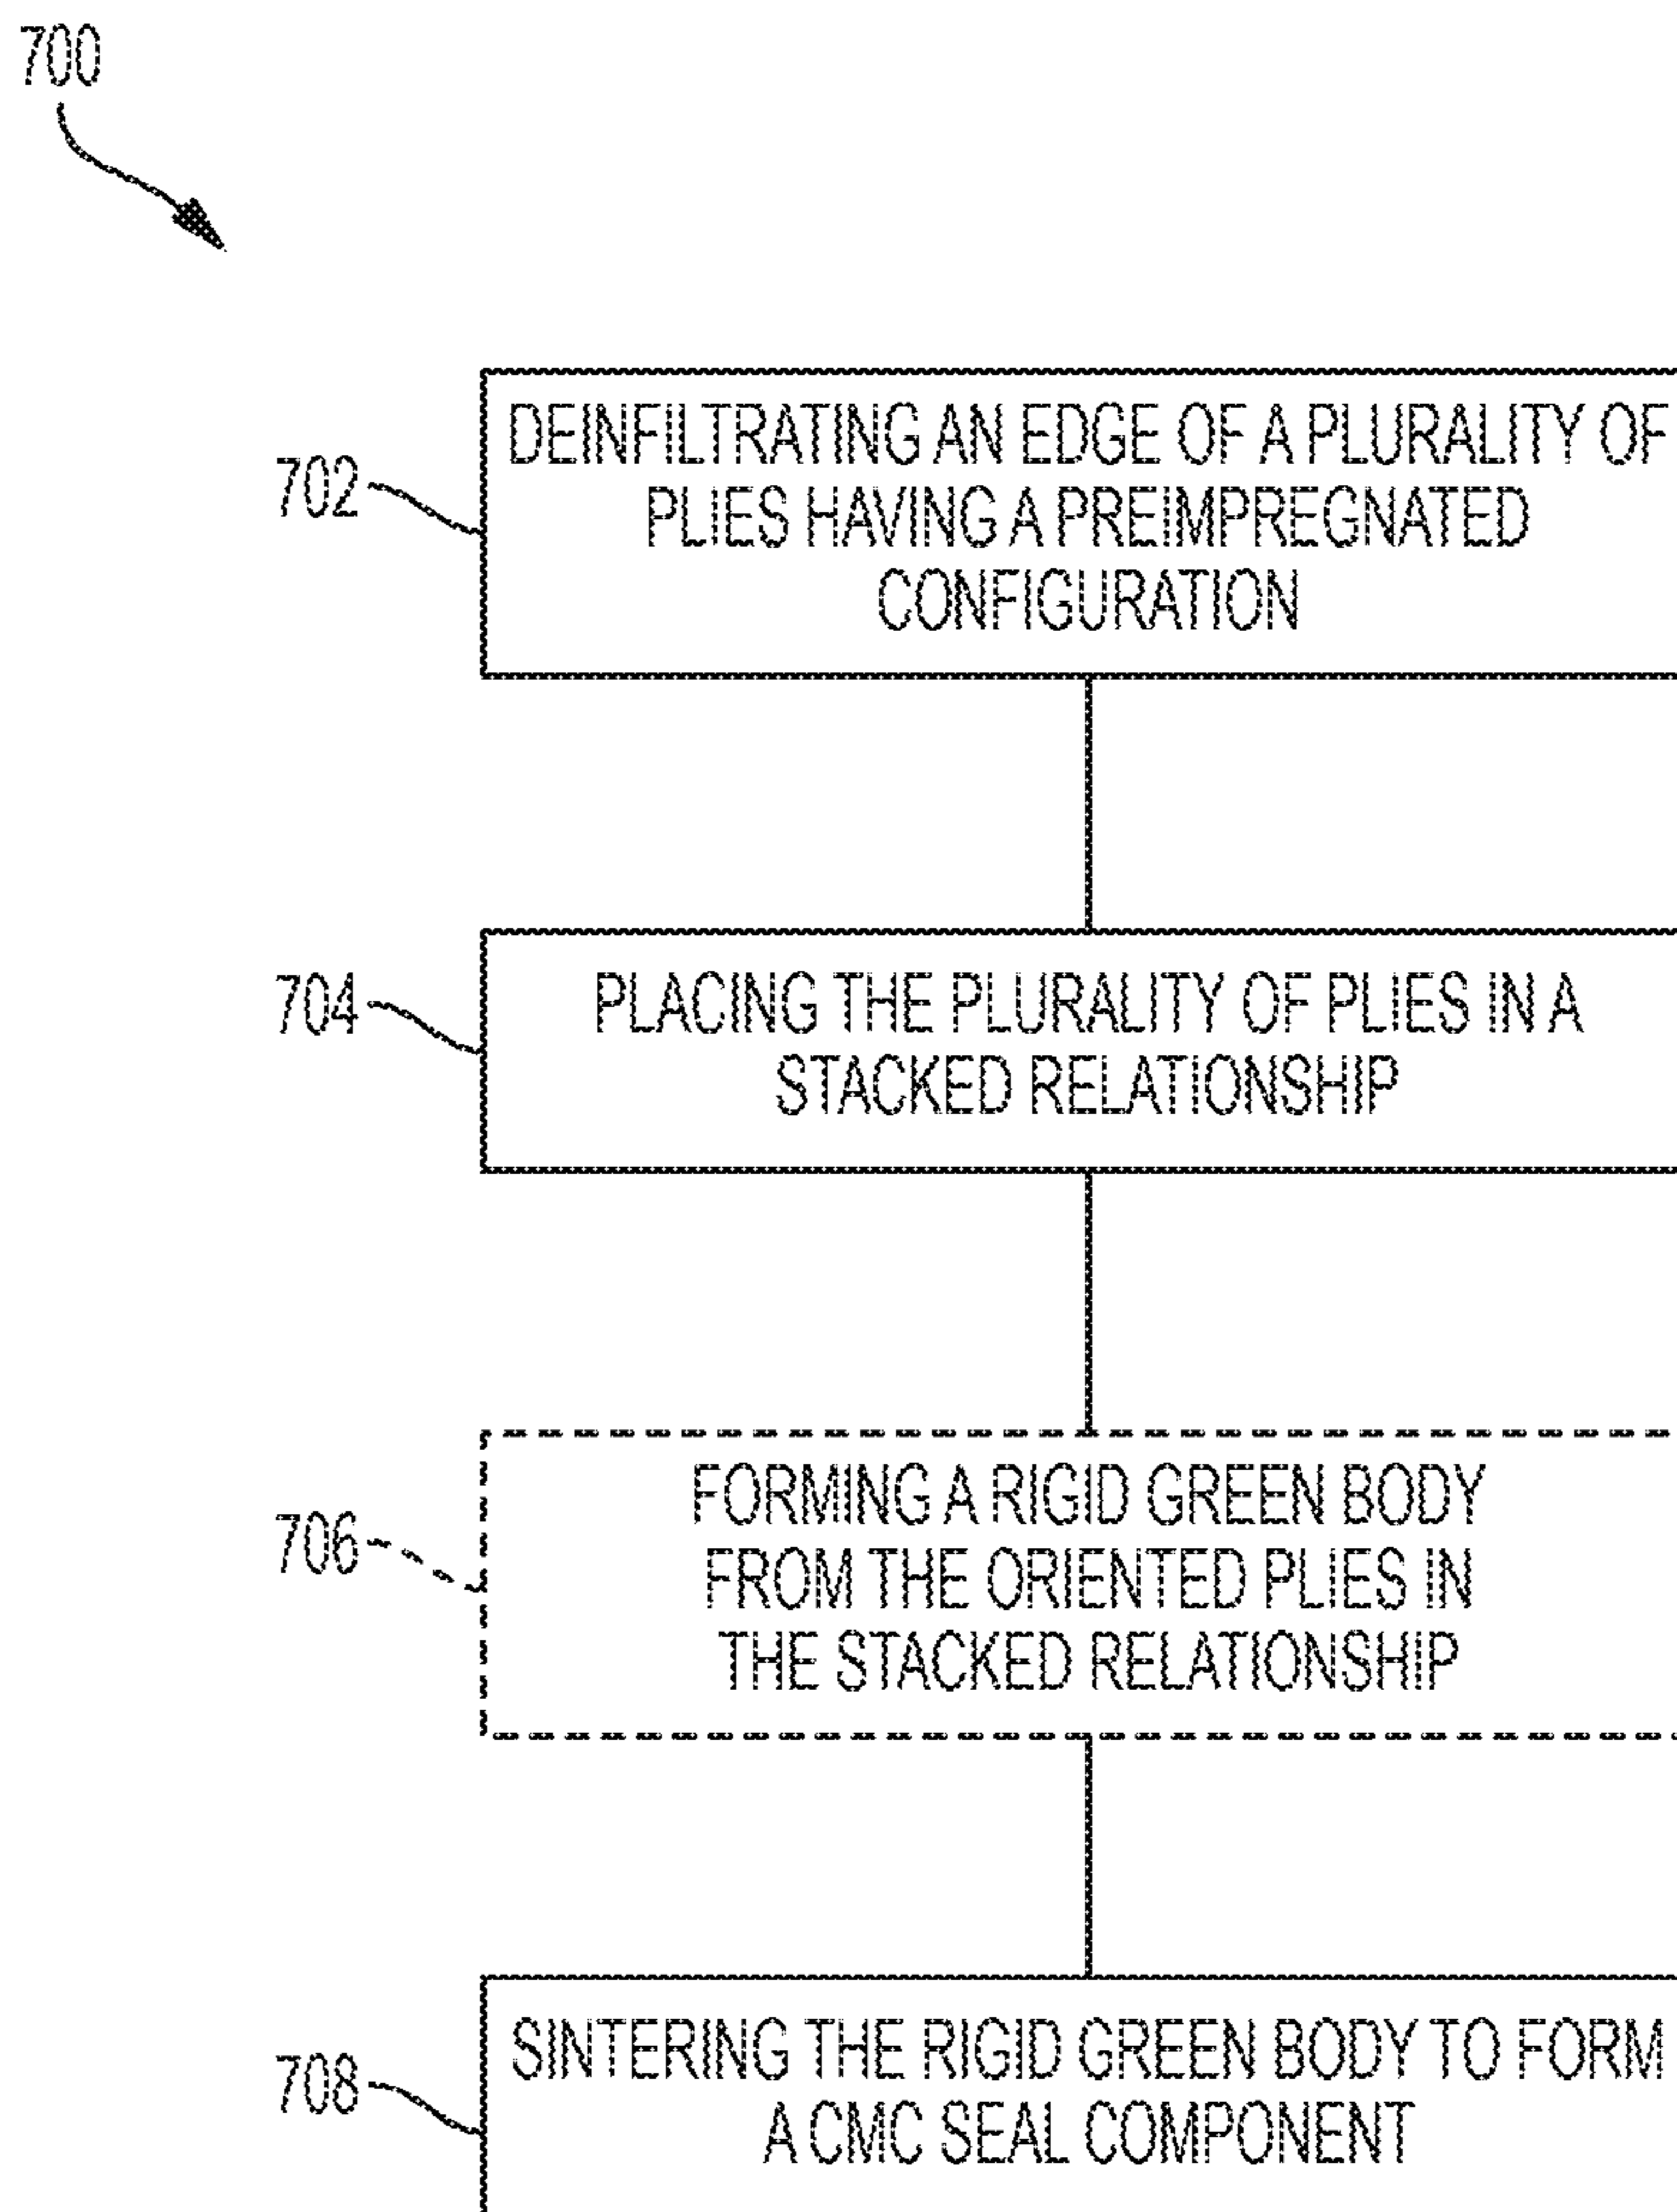 700
702
DEINFILTRATING AN EDGE OF A PLURALITY OF
PLIES HAVING A PREIMPREGNATED
CONFIGURATION
704
PLACING THE PLURALITY OF PLIES IN A
STACKED RELATIONSHIP
706
FORMING A RIGID GREEN BODY
FROM THE ORIENTED PLIES IN
THE STACKED RELATIONSHIP
708
SINTERING THE RIGID GREEN BODY TO FORM
A CMC SEAL COMPONENT